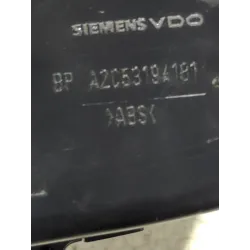 SIEMENS VDO
BP A2C53194181
>ABS<